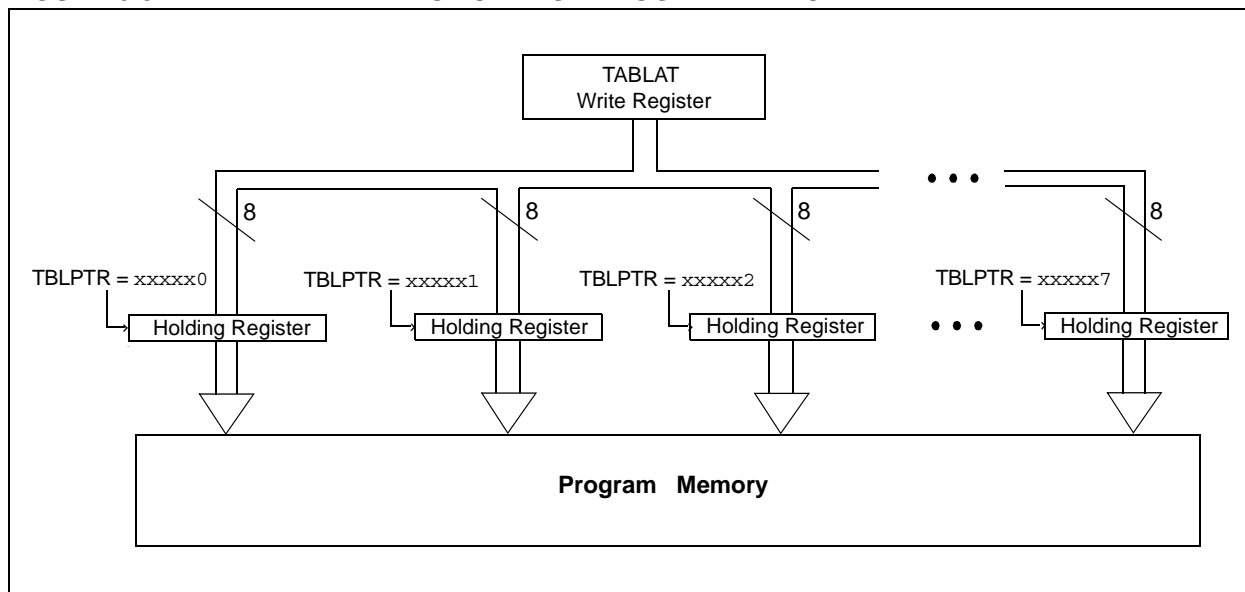 TABLAT
Write Register
• • •
8 8 8 8
TBLPTR = xxxxx0 TBLPTR = xxxxx1 TBLPTR = xxxxx2 TBLPTR = xxxxx7
Holding Register Holding Register Holding Register • • • Holding Register
Program Memory